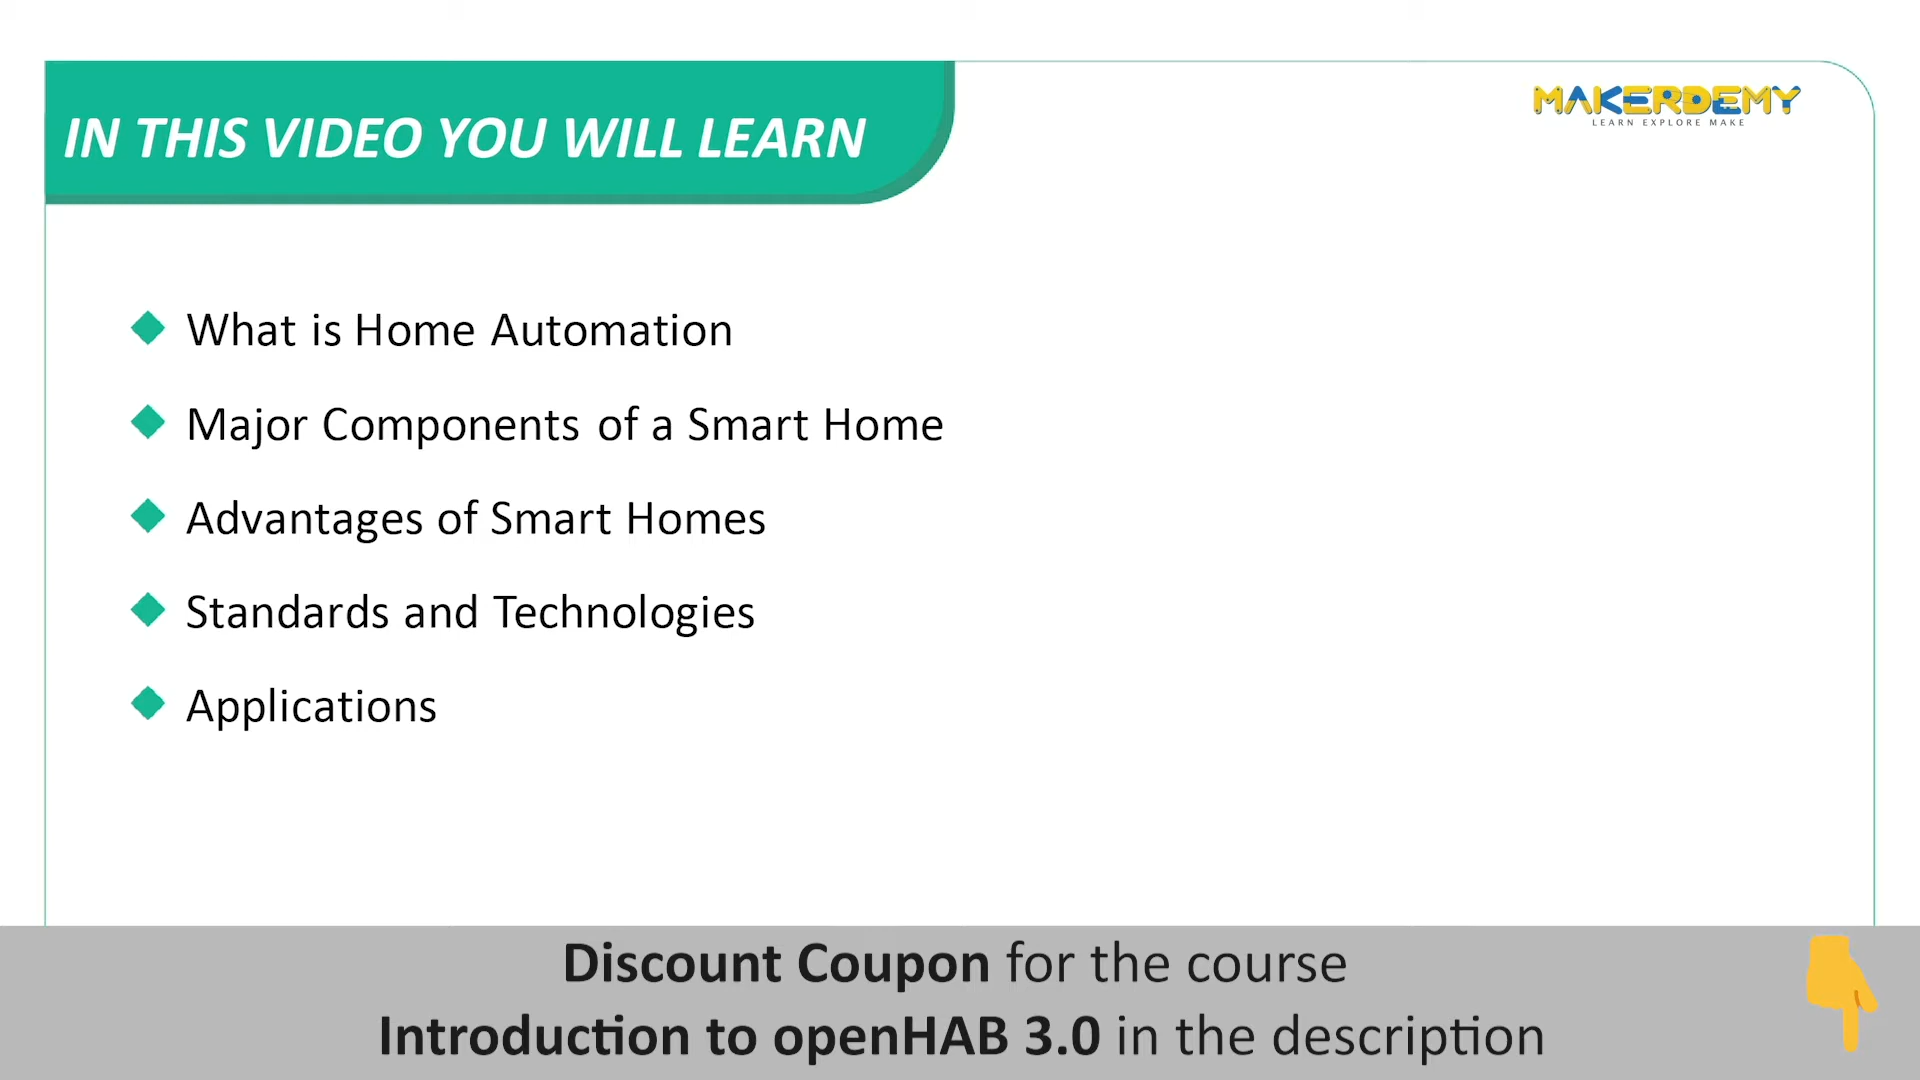 IN THIS VIDEO YOU WILL LEARN
MAKERDEMY
LEARN EXPLORE MAKE
What is Home Automation
Major Components of a Smart Home
Advantages of Smart Homes
Standards and Technologies
Applications
Discount Coupon for the course
Introduction to openHAB 3.0 in the description